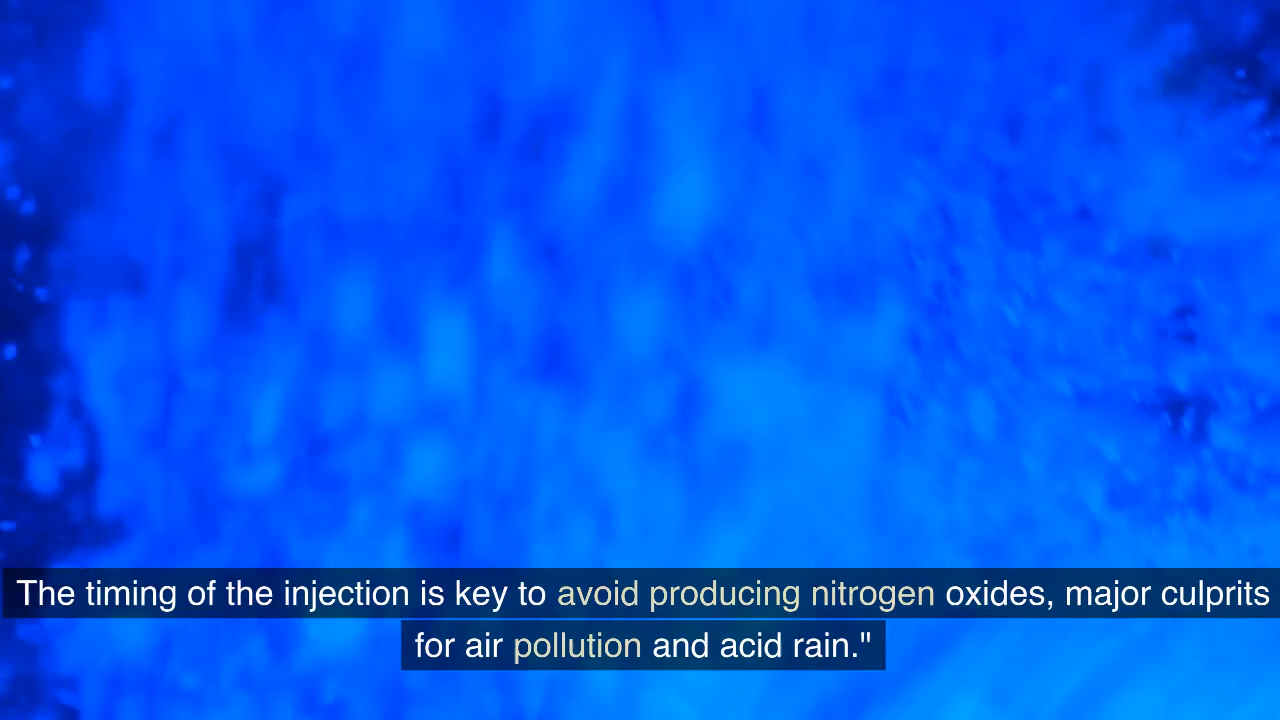 The timing of the injection is key to avoid producing nitrogen oxides, major culprits
for air pollution and acid rain."